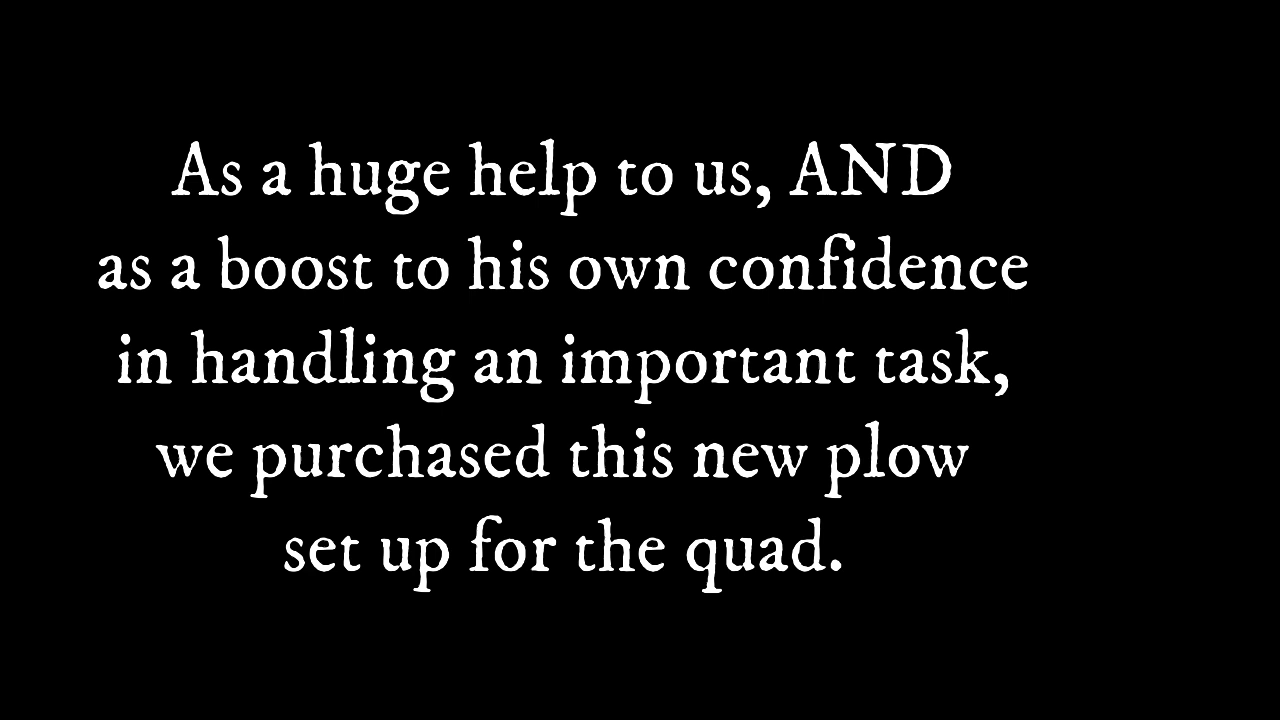 As a huge help to us, AND
as a boost to his own confidence
in handling an important task,
we purchased this new plow
set up for the quad.